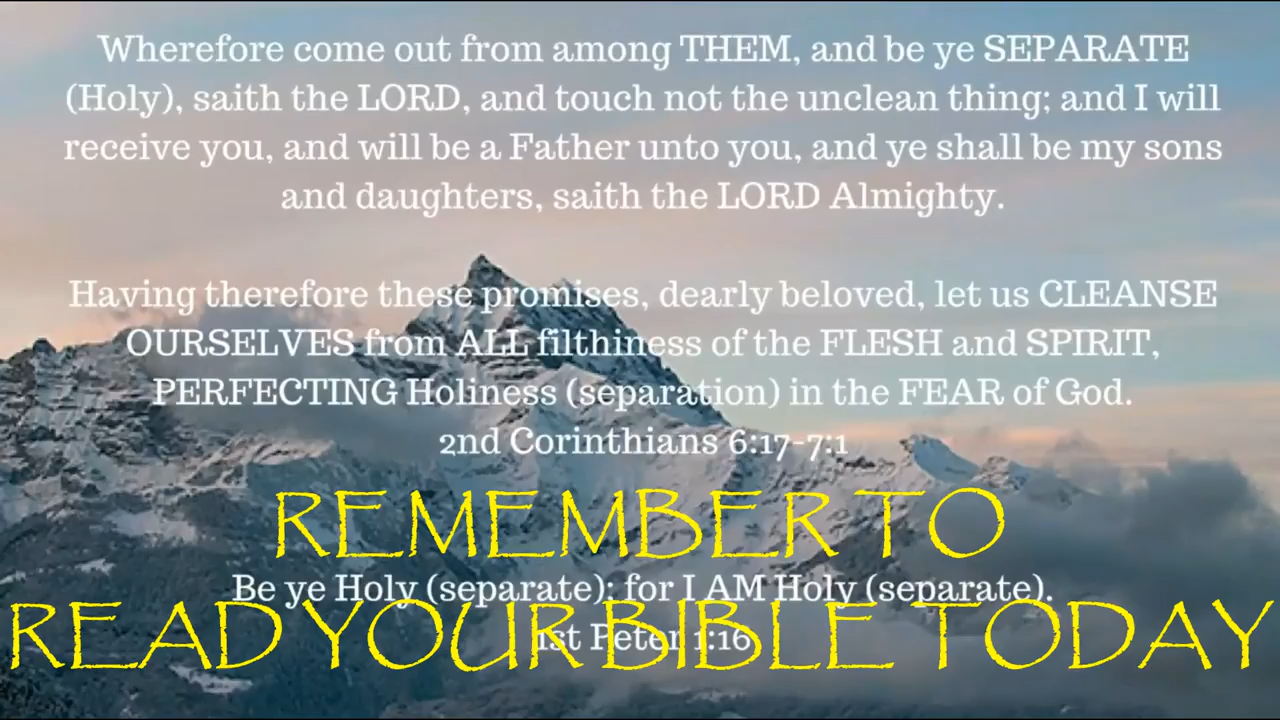 Wherefore come out from among THEM, and be ye SEPARATE
(Holy), saith the LORD, and touch not the unclean thing; and I will
receive you, and will be a Father unto you, and ye shall be my sons
and daughters, saith the LORD Almighty.
Having therefore these promises, dearly beloved, let us CLEANSE
OURSELVES from ALL filthiness of the FLESH and SPIRIT,
PERFECTING Holiness (separation) in the FEAR of God.
2nd Corinthians 6:17-7:1
REMEMBER TO
Be ye Holy (separate); for I AM Holy (separate).
READ YOUR BIBLE TODAY
1st Peter 1:16